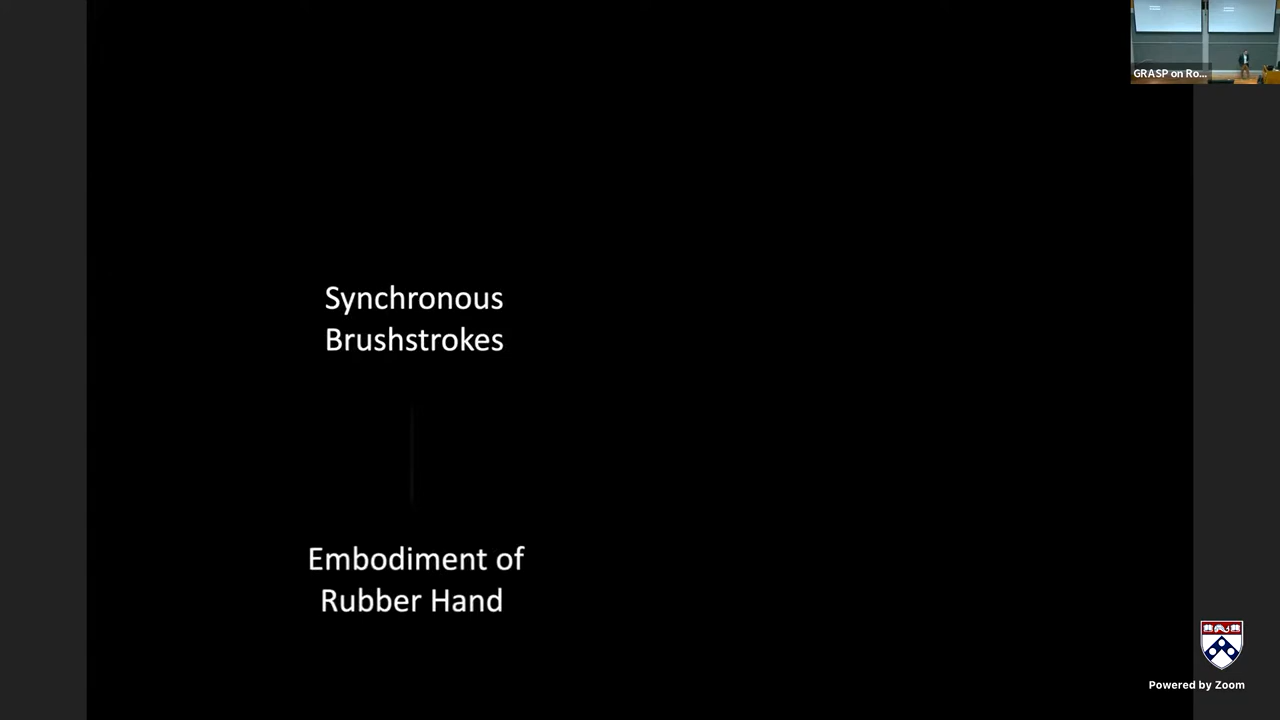 GRASP on Ro...
Synchronous
Brushstrokes
Embodiment of
Rubber Hand
Powered by Zoom